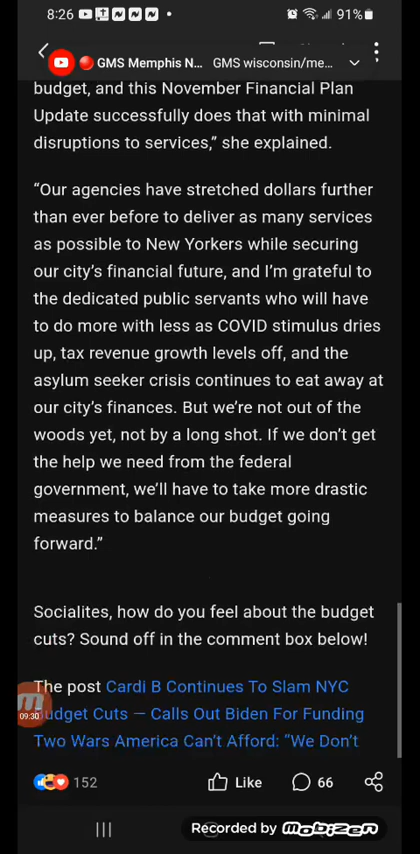 8:26
91%
GMS Memphis N... GMS wisconsin/me...
budget, and this November Financial Plan
Update successfully does that with minimal
disruptions to services,” she explained.
“Our agencies have stretched dollars further
than ever before to deliver as many services
as possible to New Yorkers while securing
our city’s financial future, and I’m grateful to
the dedicated public servants who will have
to do more with less as COVID stimulus dries
up, tax revenue growth levels off, and the
asylum seeker crisis continues to eat away at
our city’s finances. But we’re not out of the
woods yet, not by a long shot. If we don’t get
the help we need from the federal
government, we’ll have to take more drastic
measures to balance our budget going
forward.”
Socialites, how do you feel about the budget
cuts? Sound off in the comment box below!
The post Cardi B Continues To Slam NYC
Budget Cuts — Calls Out Biden For Funding
Two Wars America Can’t Afford: “We Don’t
09:30
152 Like 66
Recorded by mobizen